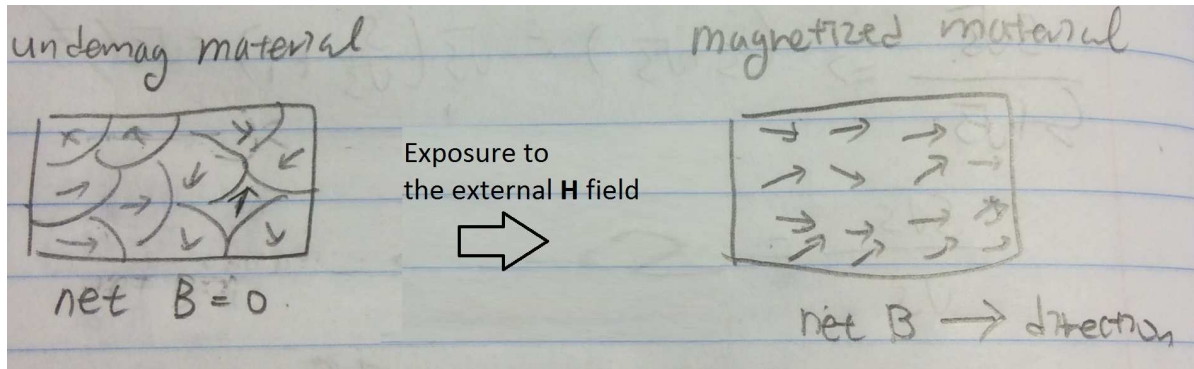 undemag material
magnetized material
Exposure to
the external H field
net B = 0.
net B → direction